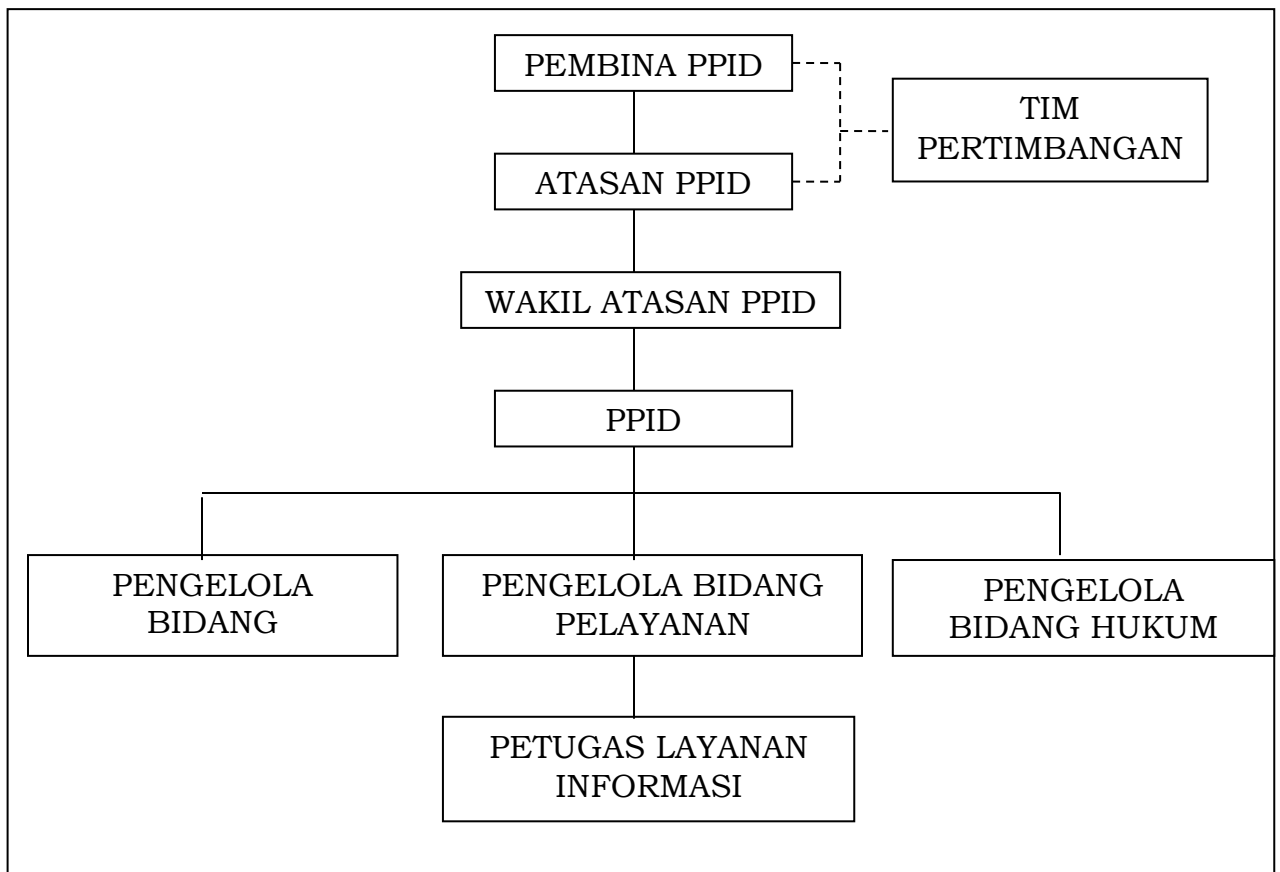 PEMBINA PPID
TIM
PERTIMBANGAN
ATASAN PPID
WAKIL ATASAN PPID
PPID
PENGELOLA
BIDANG
PENGELOLA BIDANG
PELAYANAN
PENGELOLA
BIDANG HUKUM
PETUGAS LAYANAN
INFORMASI